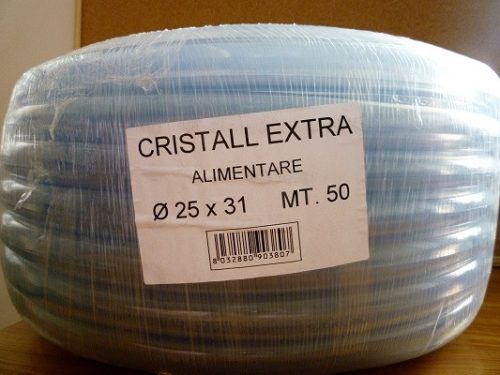 CRISTALL EXTRA
ALIMENTARE
Ø 25 x 31 MT. 50
8 032880 903807